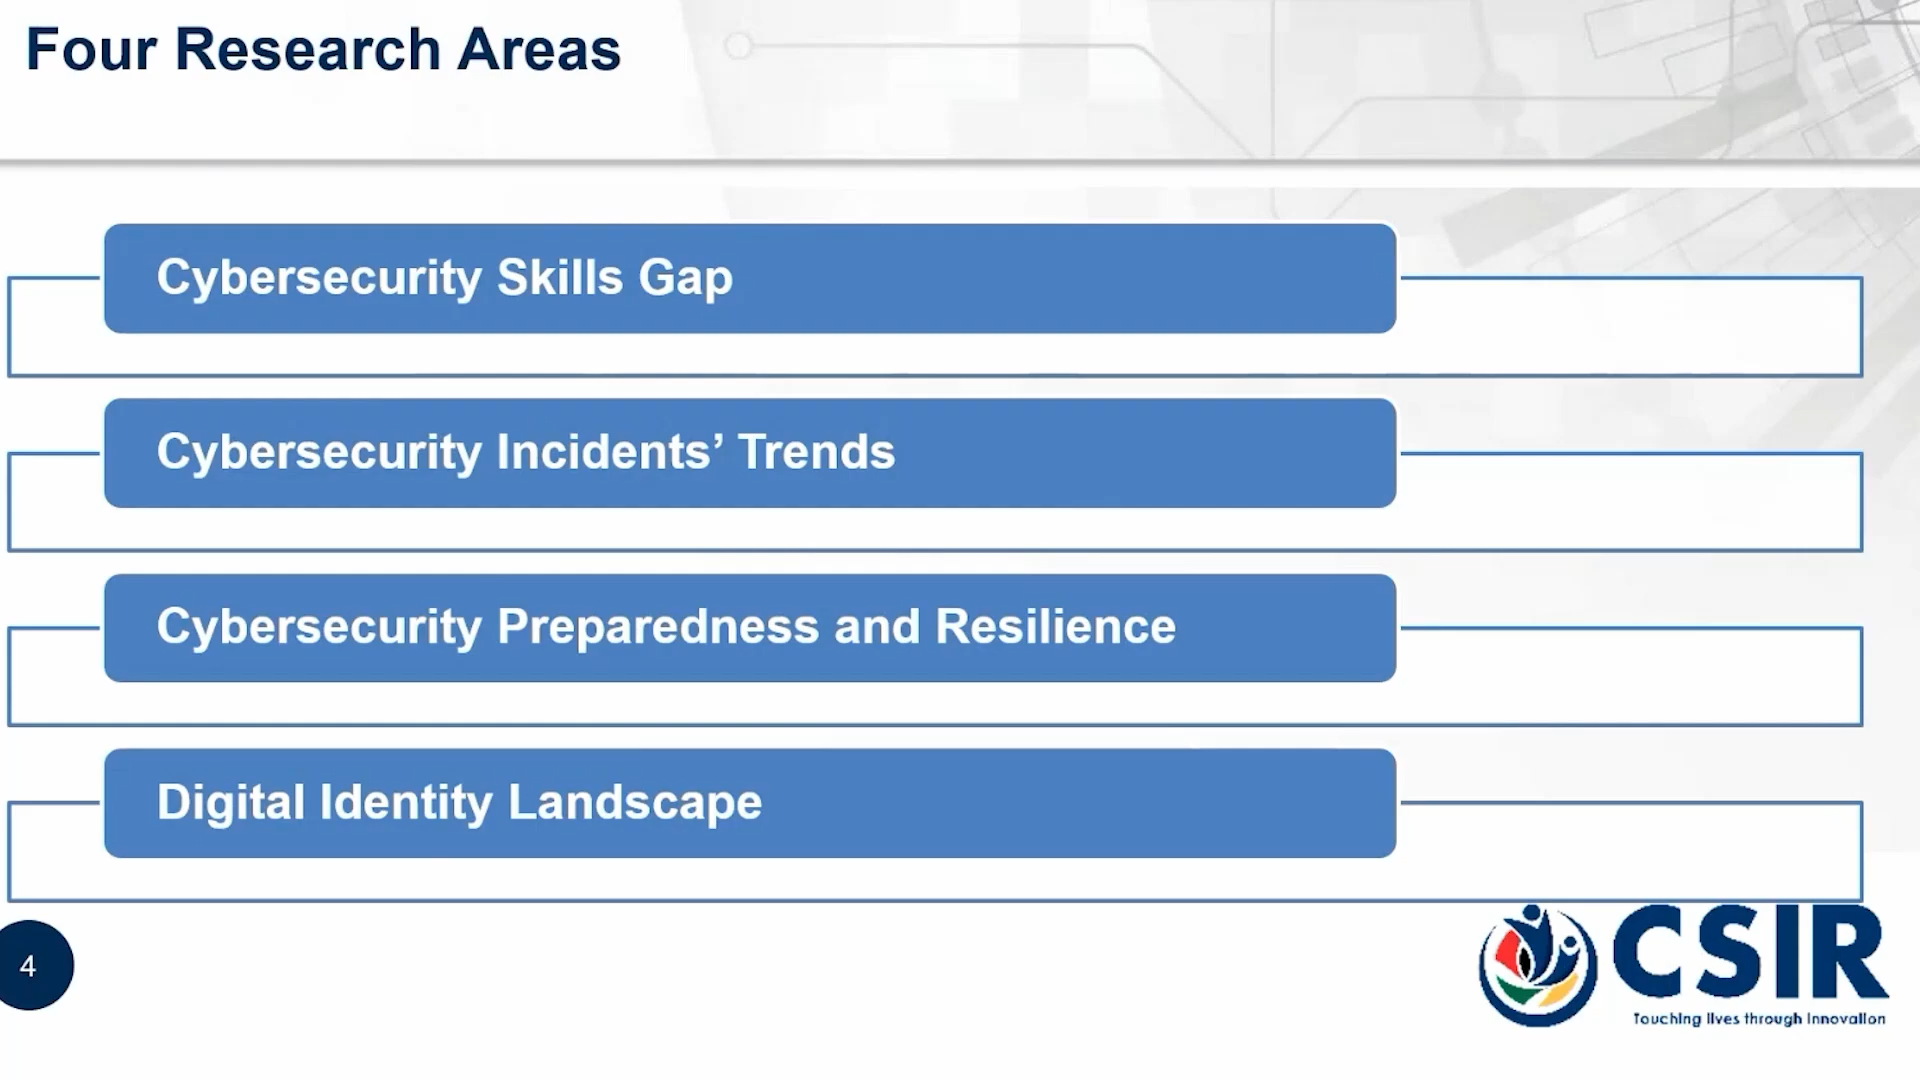 Four Research Areas
Cybersecurity Skills Gap
Cybersecurity Incidents’ Trends
Cybersecurity Preparedness and Resilience
Digital Identity Landscape
4
CSIR
Touching lives through innovation